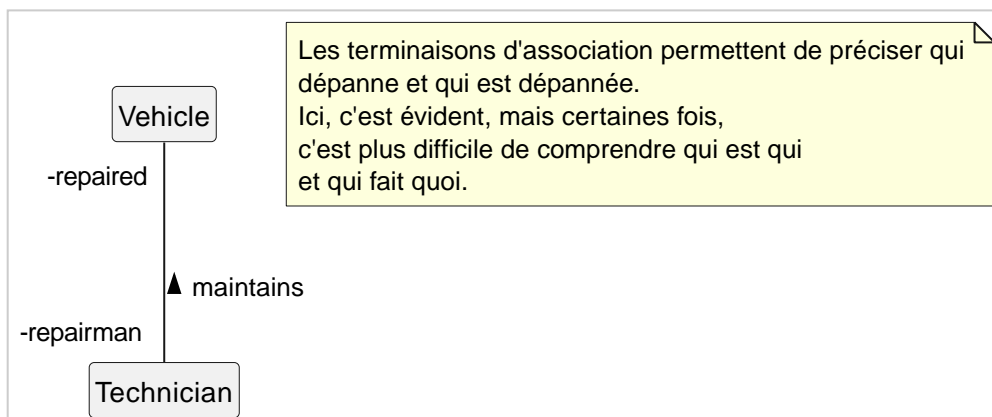 Les terminaisons d'association permettent de préciser qui
dépanne et qui est dépannée.
Ici, c'est évident, mais certaines fois,
c'est plus difficile de comprendre qui est qui
et qui fait quoi.
Vehicle
-repaired
maintains
-repairman
Technician